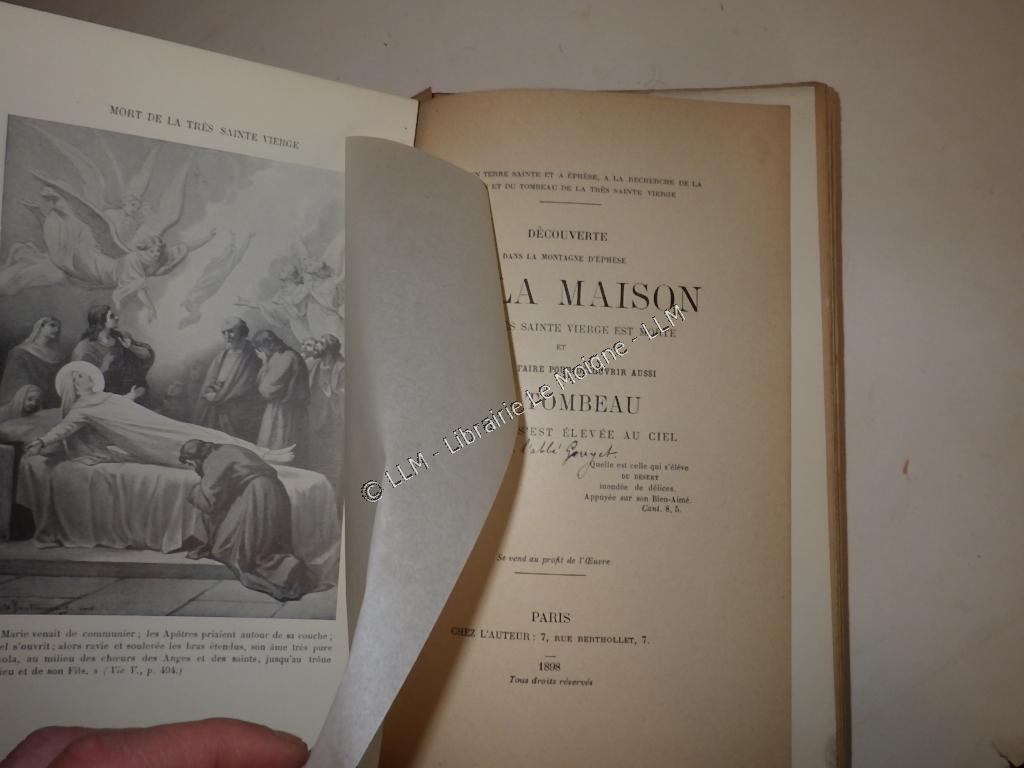 MORT DE LA TRÈS SAINTE VIERGE
Marie venait de communier ; les Apôtres priaient autour de sa couche ;
el s'ouvrit ; alors ravie et soulevée les bras étendus, son âme très pure
ola, au milieu des chœurs des Anges et des saints, jusqu'au trône
ieu et de son Fils. » (Vie V., p. 494.)
N TERRE SAINTE ET A ÉPHÈSE, A LA RECHERCHE DE LA
ET DU TOMBEAU DE LA TRÈS SAINTE VIERGE
DÉCOUVERTE
DANS LA MONTAGNE D'ÉPHÈSE
LA MAISON
SAINTE VIERGE EST
ET
FAIRE POUR DÉCOUVRIR AUSSI
TOMBEAU
S'EST ÉLEVÉE AU CIEL
l'abbé Gouyet.
Quelle est celle qui s'élève
DU DÉSERT
inondée de délices,
Appuyée sur son Bien-Aimé.
Cant. 8, 5.
Se vend au profit de l'Œuvre
PARIS
CHEZ L'AUTEUR : 7, RUE BERTHOLLET, 7.
1898
Tous droits réservés
© LLM - Librairie Le Moigne - LLM